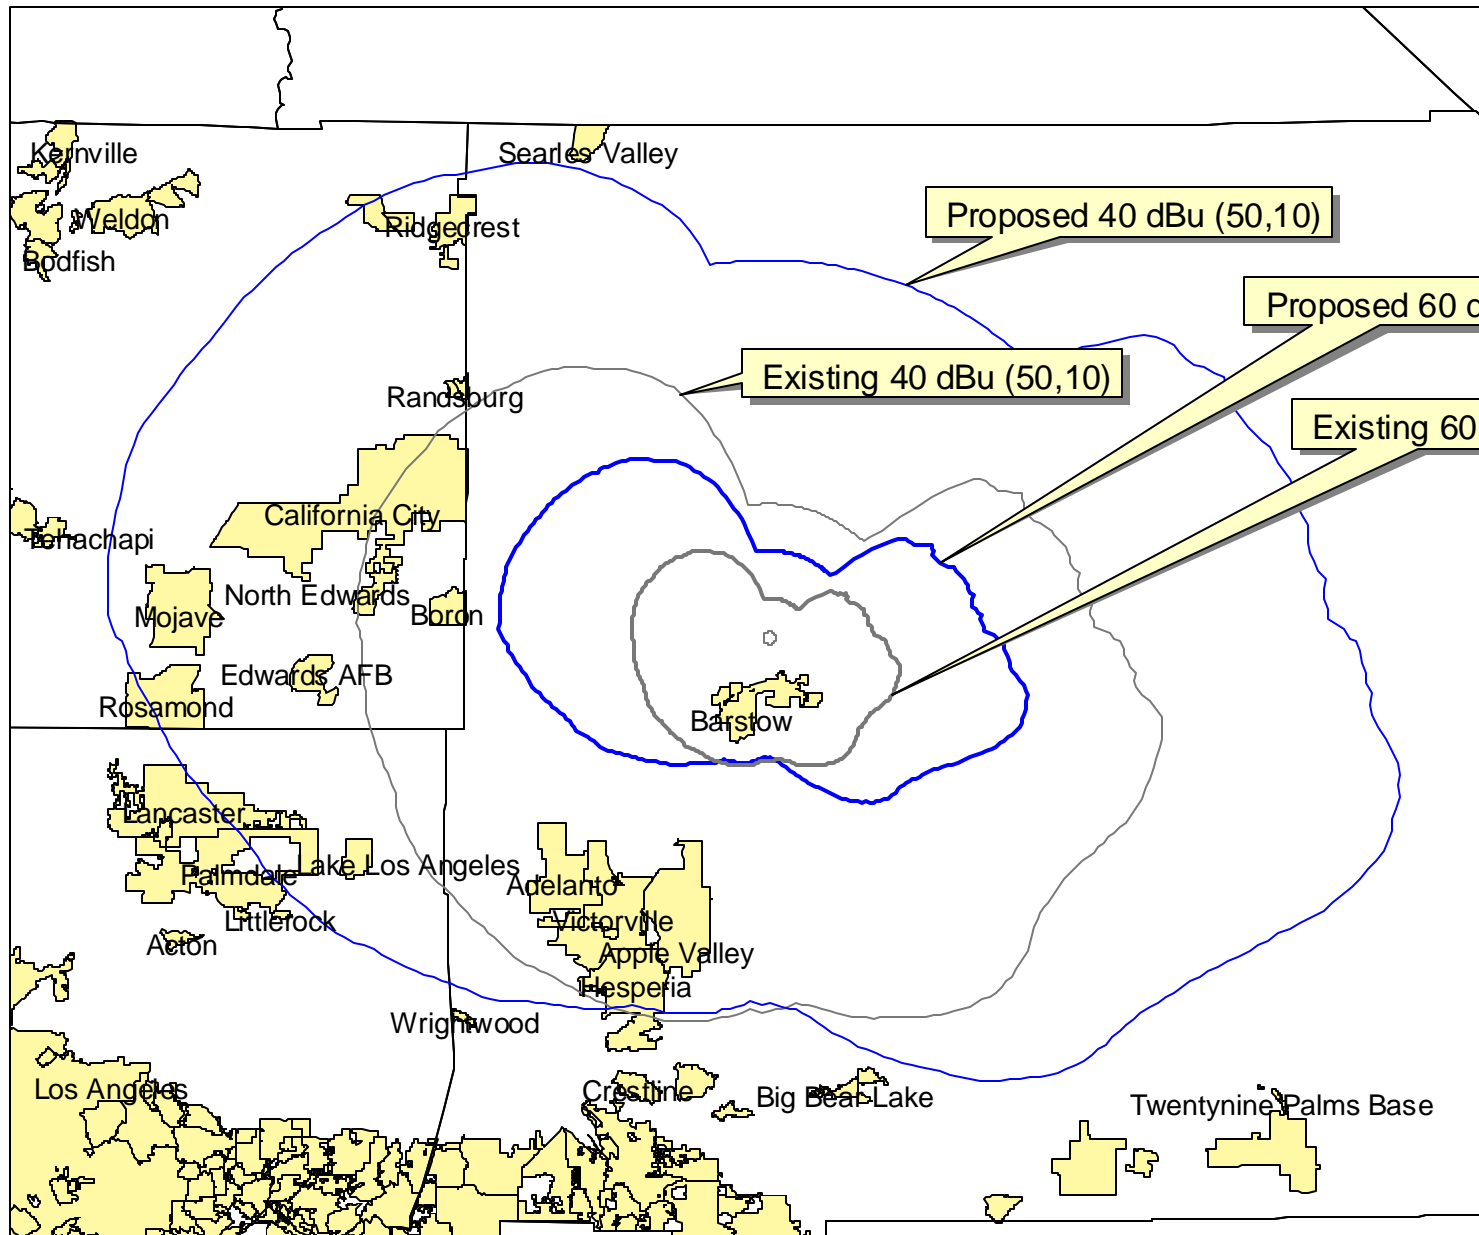 Kernville
Searles Valley
Weldon
Ridgecrest
Proposed 40 dBu (50,10)
Bodfish
Proposed 60 d
Existing 40 dBu (50,10)
Randsburg
Existing 60
California City
Tehachapi
North Edwards
Mojave
Boron
Edwards AFB
Rosamond
Barstow
Lancaster
Lake Los Angeles
Palmdale
Adelanto
Littlerock
Victorville
Acton
Apple Valley
Hesperia
Wrightwood
Los Angeles
Crestline
Big Bear Lake
Twentynine Palms Base